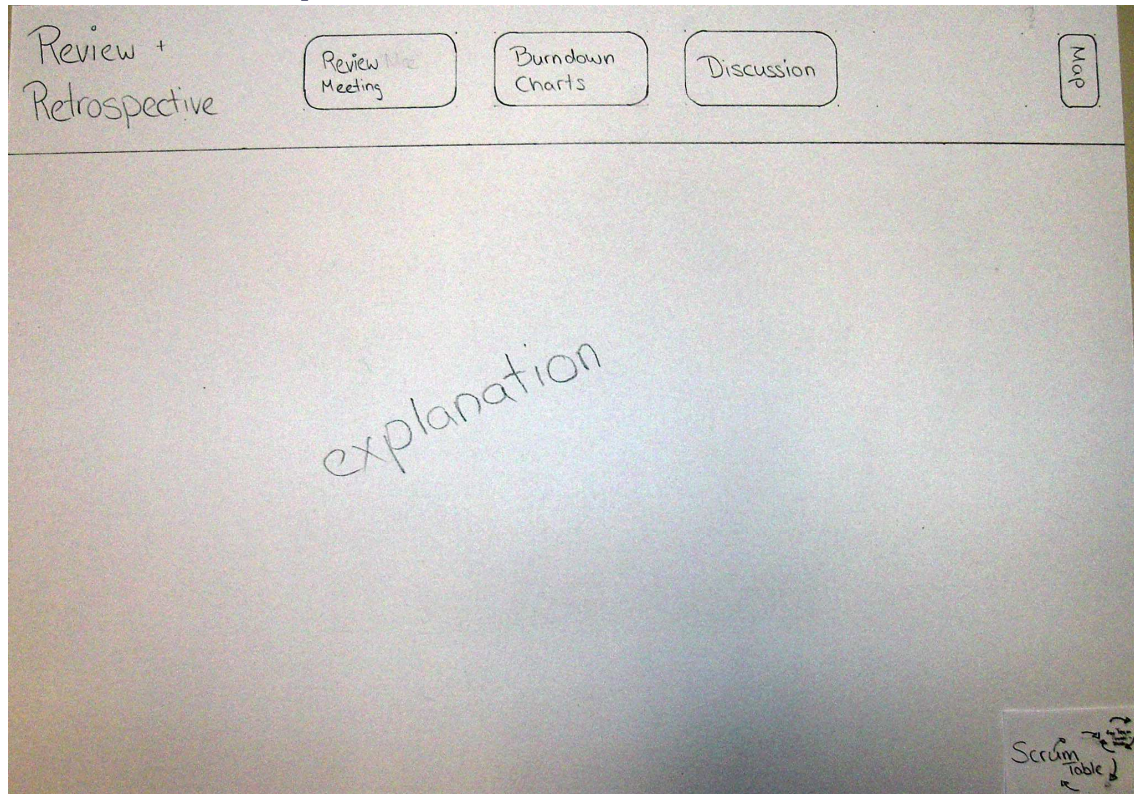 Review +
Retrospective
Review
Meeting
Burndown
Charts
Discussion
Map
explanation
Scrum
Table